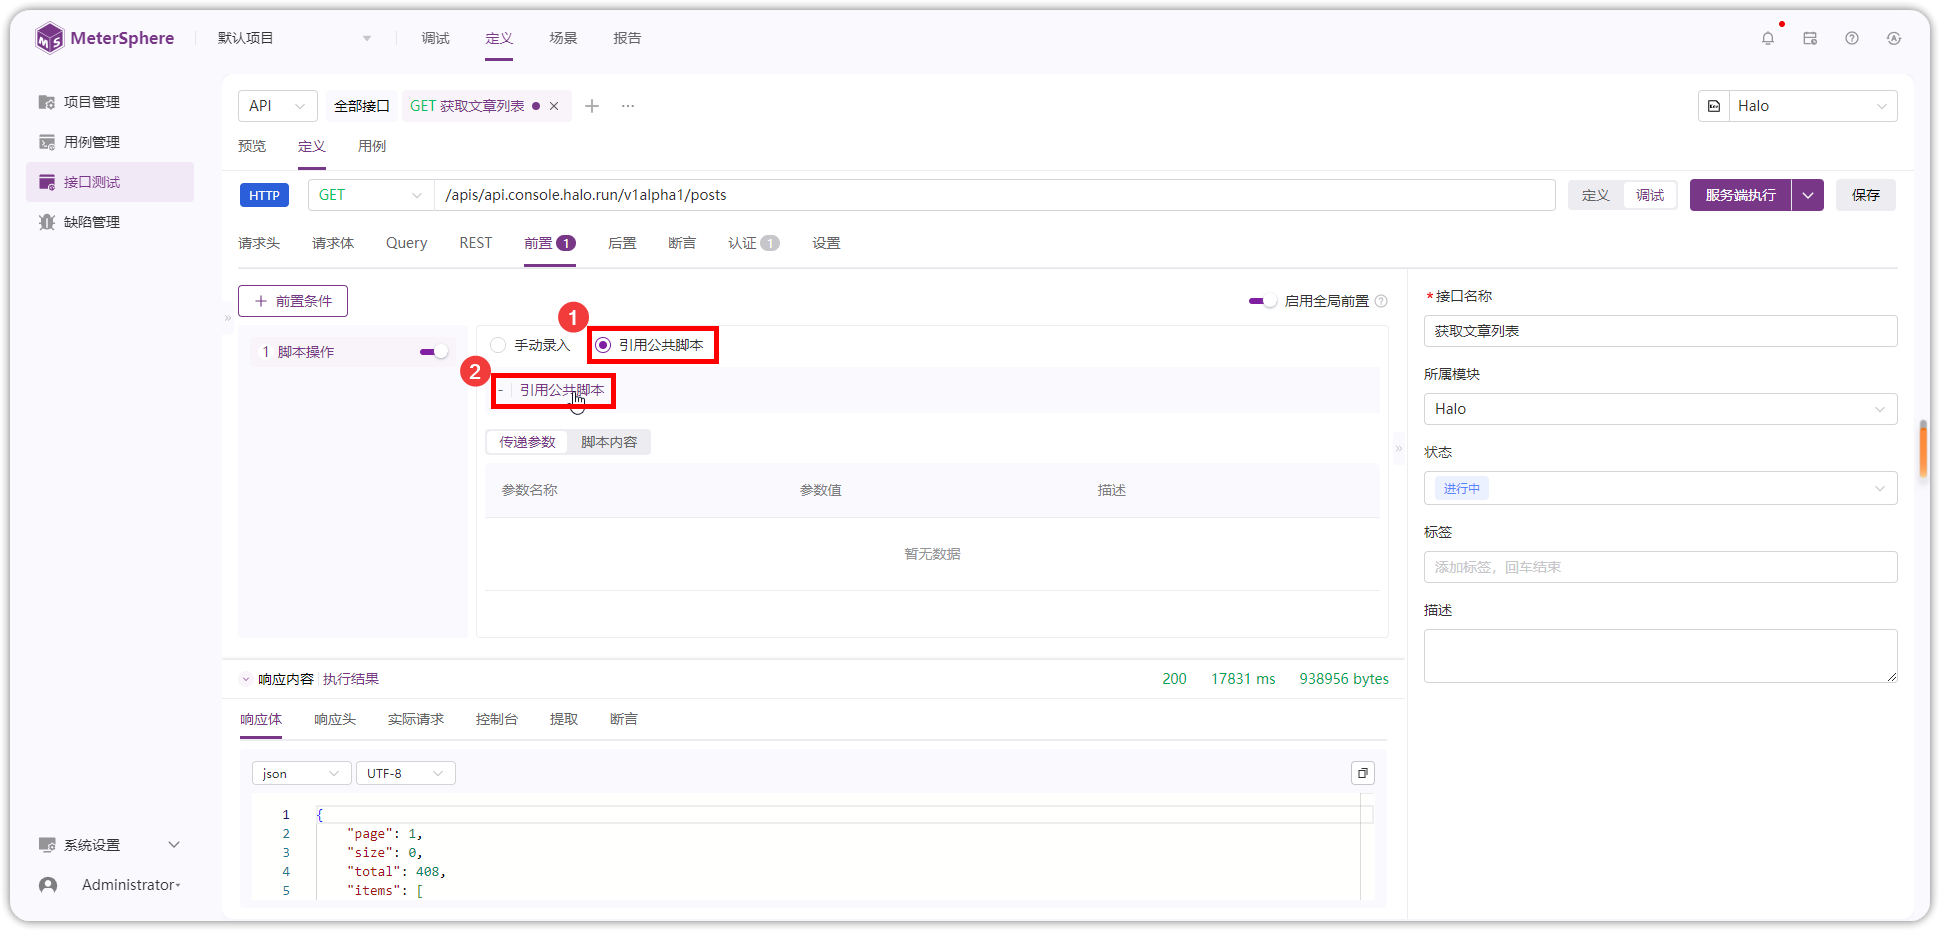 MeterSphere
默认项目
调试
定义
场景
报告
项目管理
用例管理
接口测试
缺陷管理
API
全部接口
GET 获取文章列表
Halo
预览
定义
用例
HTTP
GET
/apis/api.console.halo.run/v1alpha1/posts
定义
调试
服务端执行
保存
请求头
请求体
Query
REST
前置 1
后置
断言
认证 1
设置
前置条件
启用全局前置
1 脚本操作
1
手动录入
引用公共脚本
2
- 引用公共脚本
传递参数
脚本内容
参数名称
参数值
描述
暂无数据
*接口名称
获取文章列表
所属模块
Halo
状态
进行中
标签
添加标签，回车结束
描述
响应内容
执行结果
200
17831 ms
938956 bytes
响应体
响应头
实际请求
控制台
提取
断言
json
UTF-8
1 {
2 "page": 1,
3 "size": 0,
4 "total": 408,
5 "items": [
系统设置
Administrator